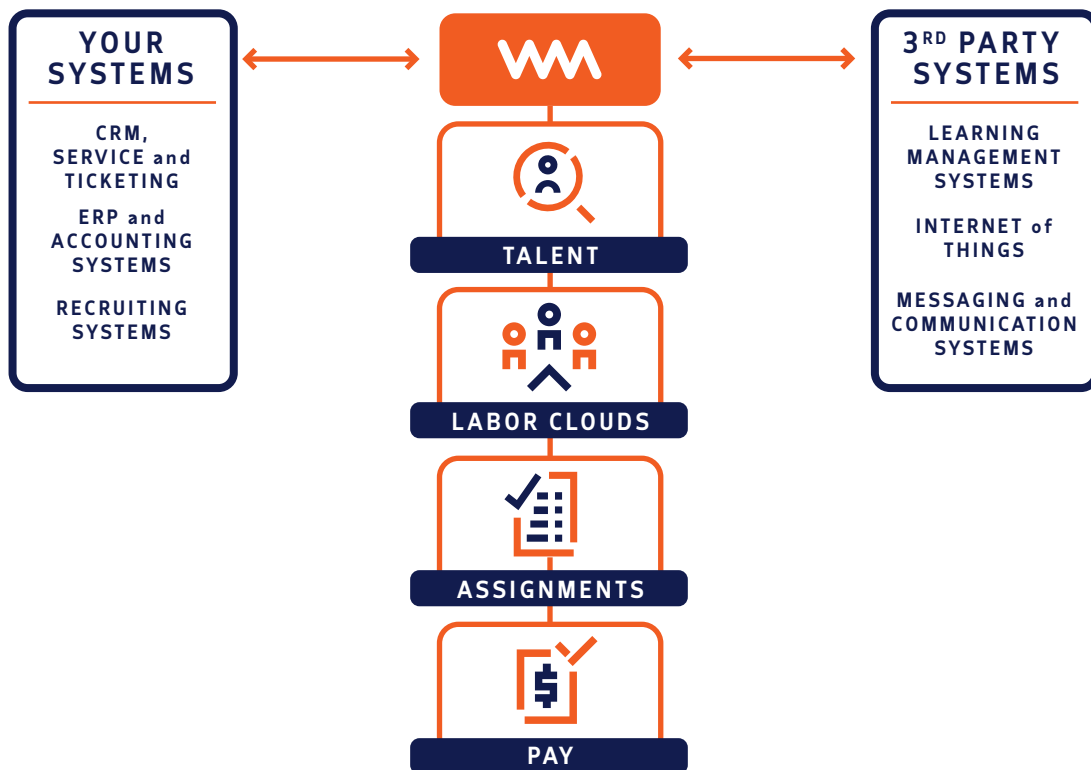 YOUR
SYSTEMS
CRM,
SERVICE and
TICKETING
ERP and
ACCOUNTING
SYSTEMS
RECRUITING
SYSTEMS
WM
TALENT
LABOR CLOUDS
ASSIGNMENTS
$
PAY
3RD PARTY
SYSTEMS
LEARNING
MANAGEMENT
SYSTEMS
INTERNET of
THINGS
MESSAGING and
COMMUNICATION
SYSTEMS